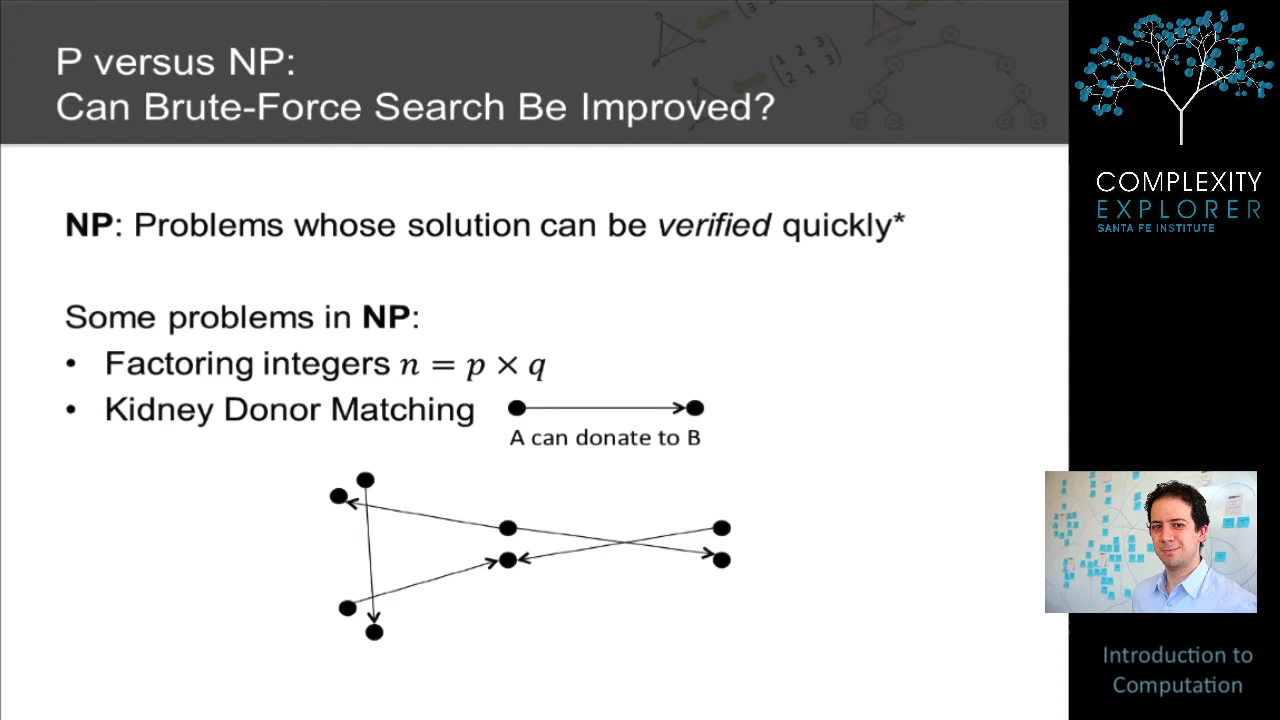 P versus NP:
Can Brute-Force Search Be Improved?
NP: Problems whose solution can be verified quickly*
Some problems in NP:
• Factoring integers n = p × q
• Kidney Donor Matching
A can donate to B
COMPLEXITY
EXPLORER
SANTA FE INSTITUTE
Introduction to
Computation